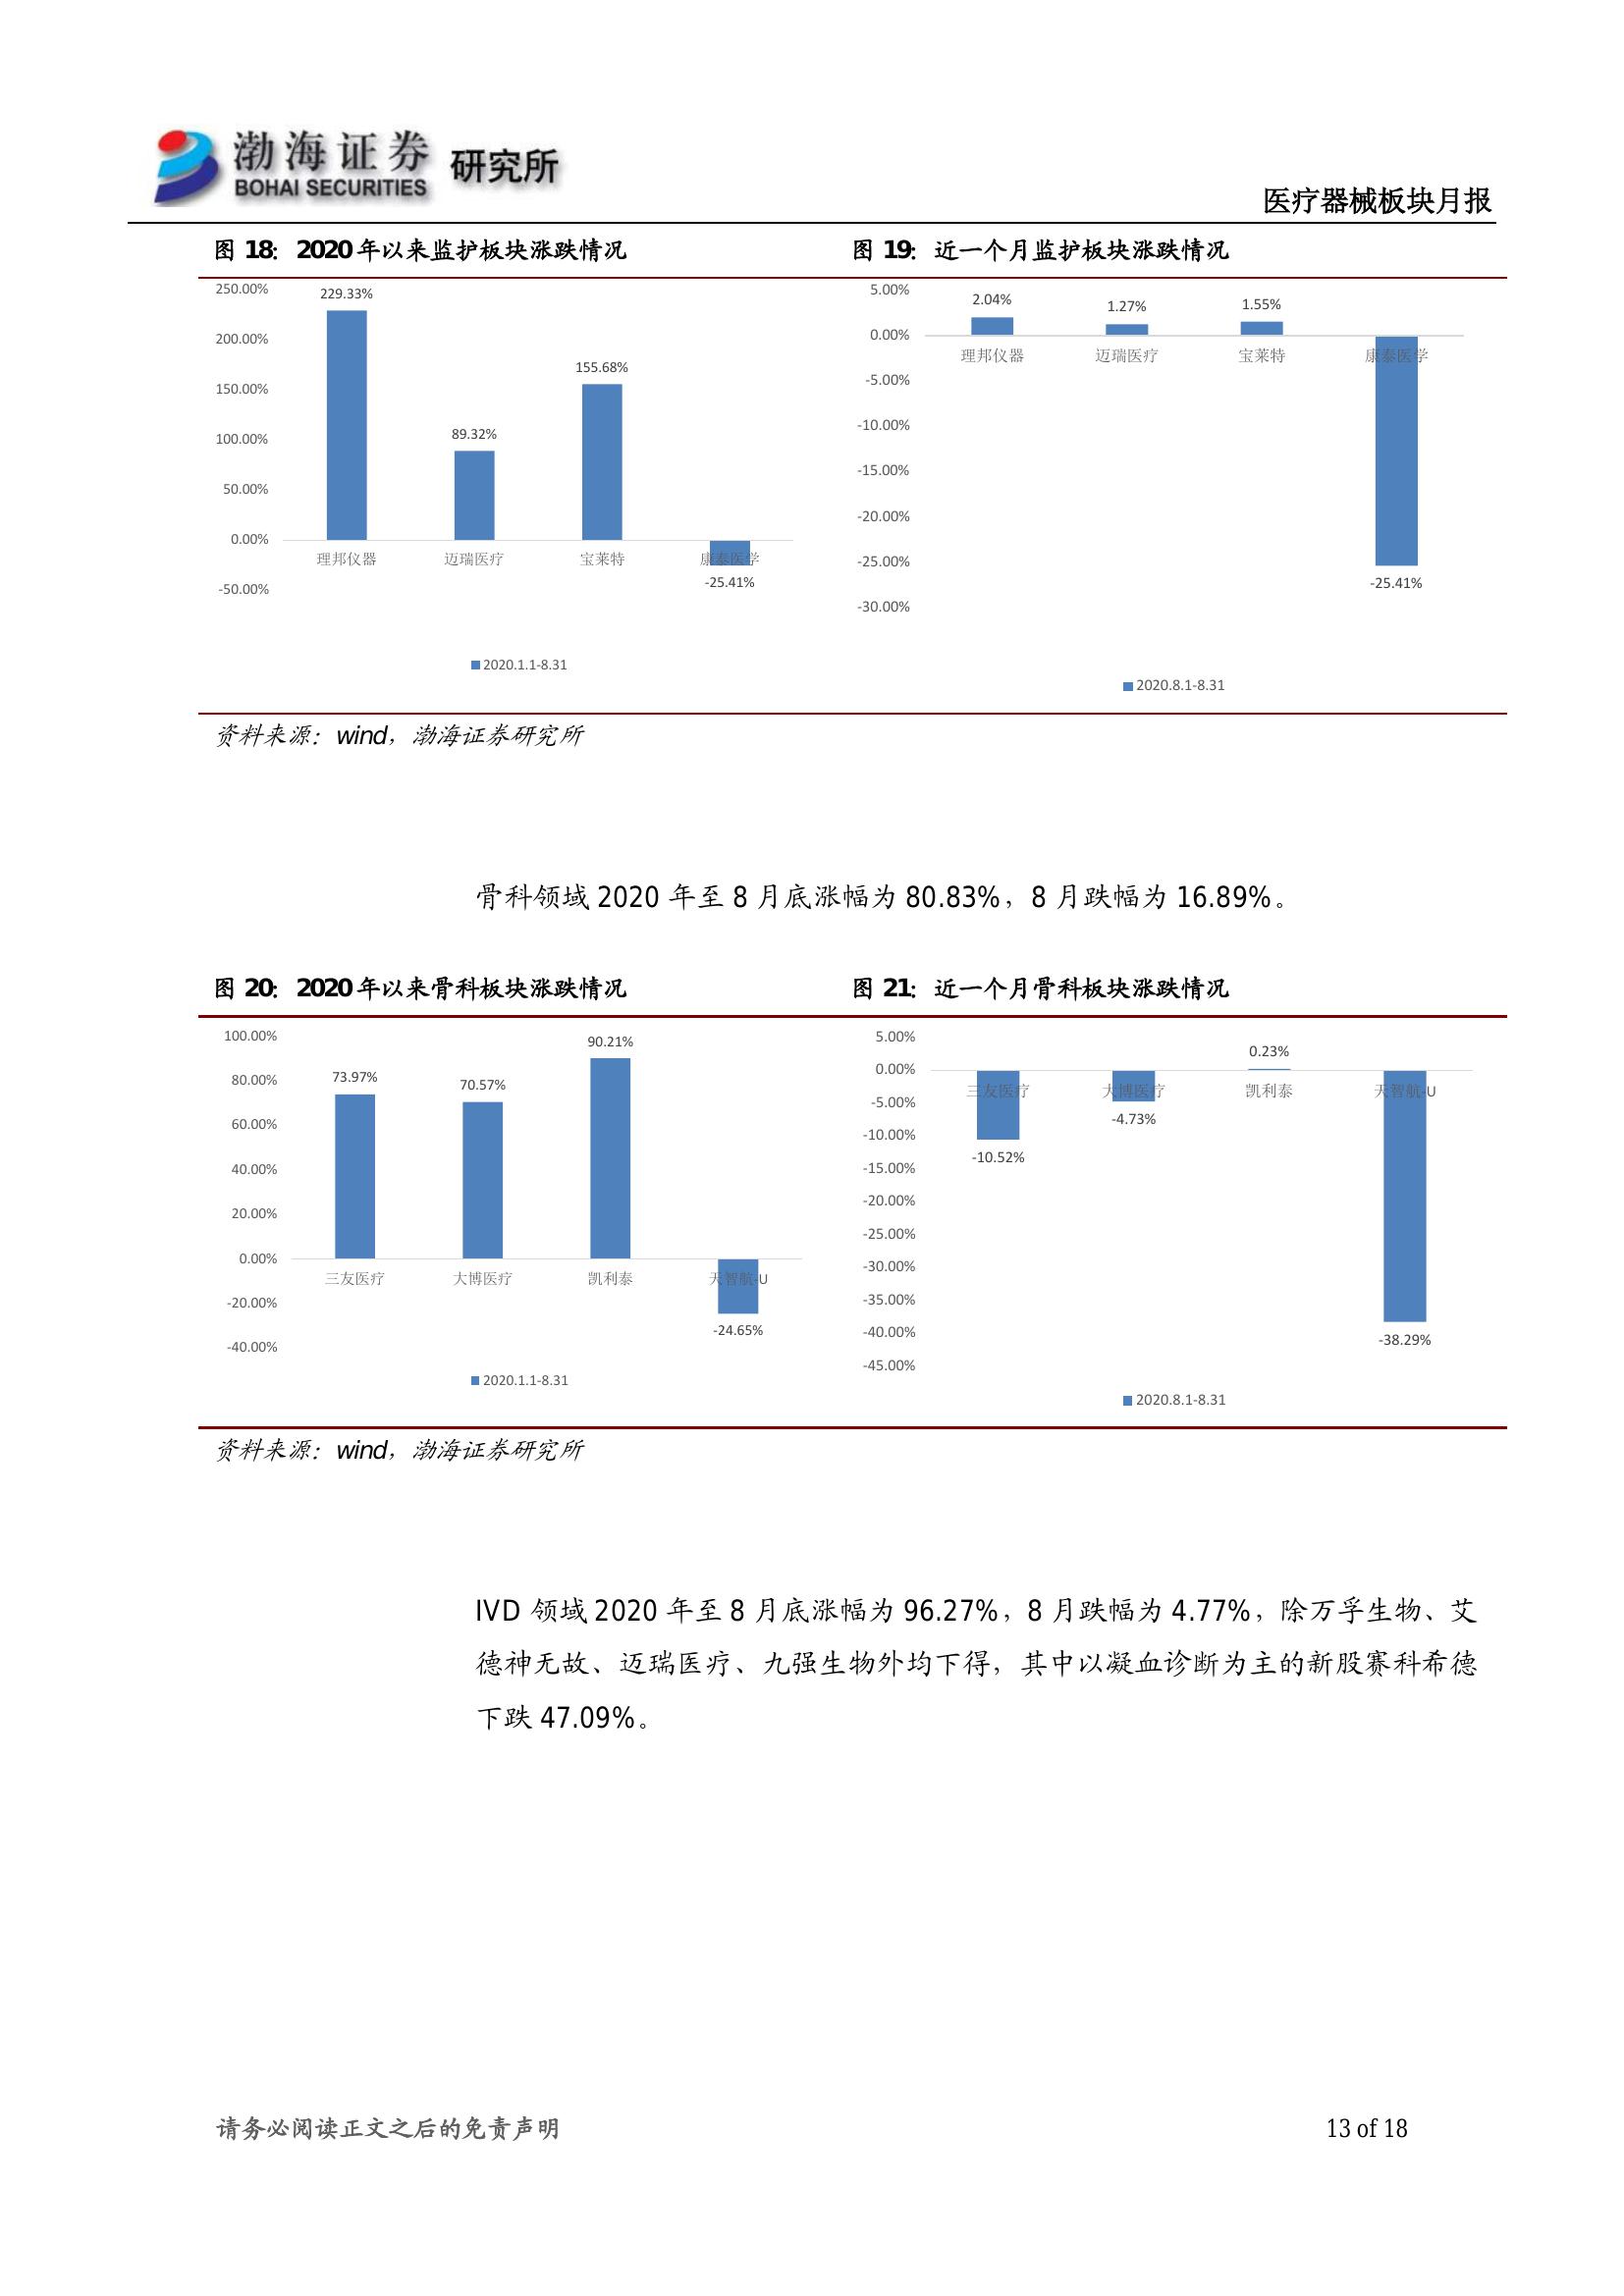 渤海证券 研究所
BOHAI SECURITIES
医疗器械板块月报
图 18：2020 年以来监护板块涨跌情况
250.00%
200.00%
150.00%
100.00%
50.00%
0.00%
-50.00%
229.33%
89.32%
155.68%
-25.41%
理邦仪器 迈瑞医疗 宝莱特 康泰医学
2020.1.1-8.31
图 19：近一个月监护板块涨跌情况
5.00%
0.00%
-5.00%
-10.00%
-15.00%
-20.00%
-25.00%
-30.00%
2.04%
1.27%
1.55%
-25.41%
理邦仪器 迈瑞医疗 宝莱特 康泰医学
2020.8.1-8.31
资料来源：wind，渤海证券研究所
骨科领域 2020 年至 8 月底涨幅为 80.83%，8 月跌幅为 16.89%。
图 20：2020 年以来骨科板块涨跌情况
100.00%
80.00%
60.00%
40.00%
20.00%
0.00%
-20.00%
-40.00%
73.97%
70.57%
90.21%
-24.65%
三友医疗 大博医疗 凯利泰 天智航-U
2020.1.1-8.31
图 21：近一个月骨科板块涨跌情况
5.00%
0.00%
-5.00%
-10.00%
-15.00%
-20.00%
-25.00%
-30.00%
-35.00%
-40.00%
-45.00%
-10.52%
-4.73%
0.23%
-38.29%
三友医疗 大博医疗 凯利泰 天智航-U
2020.8.1-8.31
资料来源：wind，渤海证券研究所
IVD 领域 2020 年至 8 月底涨幅为 96.27%，8 月跌幅为 4.77%，除万孚生物、艾
德神无故、迈瑞医疗、九强生物外均下得，其中以凝血诊断为主的新股赛科希德
下跌 47.09%。
请务必阅读正文之后的免责声明
13 of 18